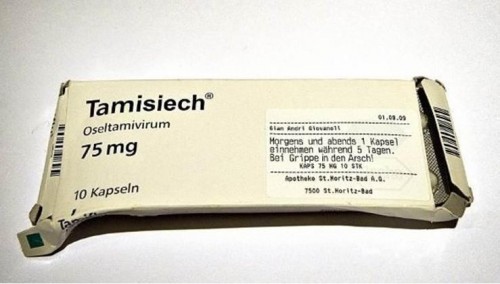 Tamisiech®
Oseltamivirum
75 mg
10 Kapseln
01.09.09
Gian Andri Giovanoli
Morgens und abends 1 Kapsel
einnehmen während 5 Tagen.
Bei Grippe in den Arsch!
KAPS 75 MG 10 STK
Apotheke St.Moritz-Bad A.G.
7500 St.Moritz-Bad